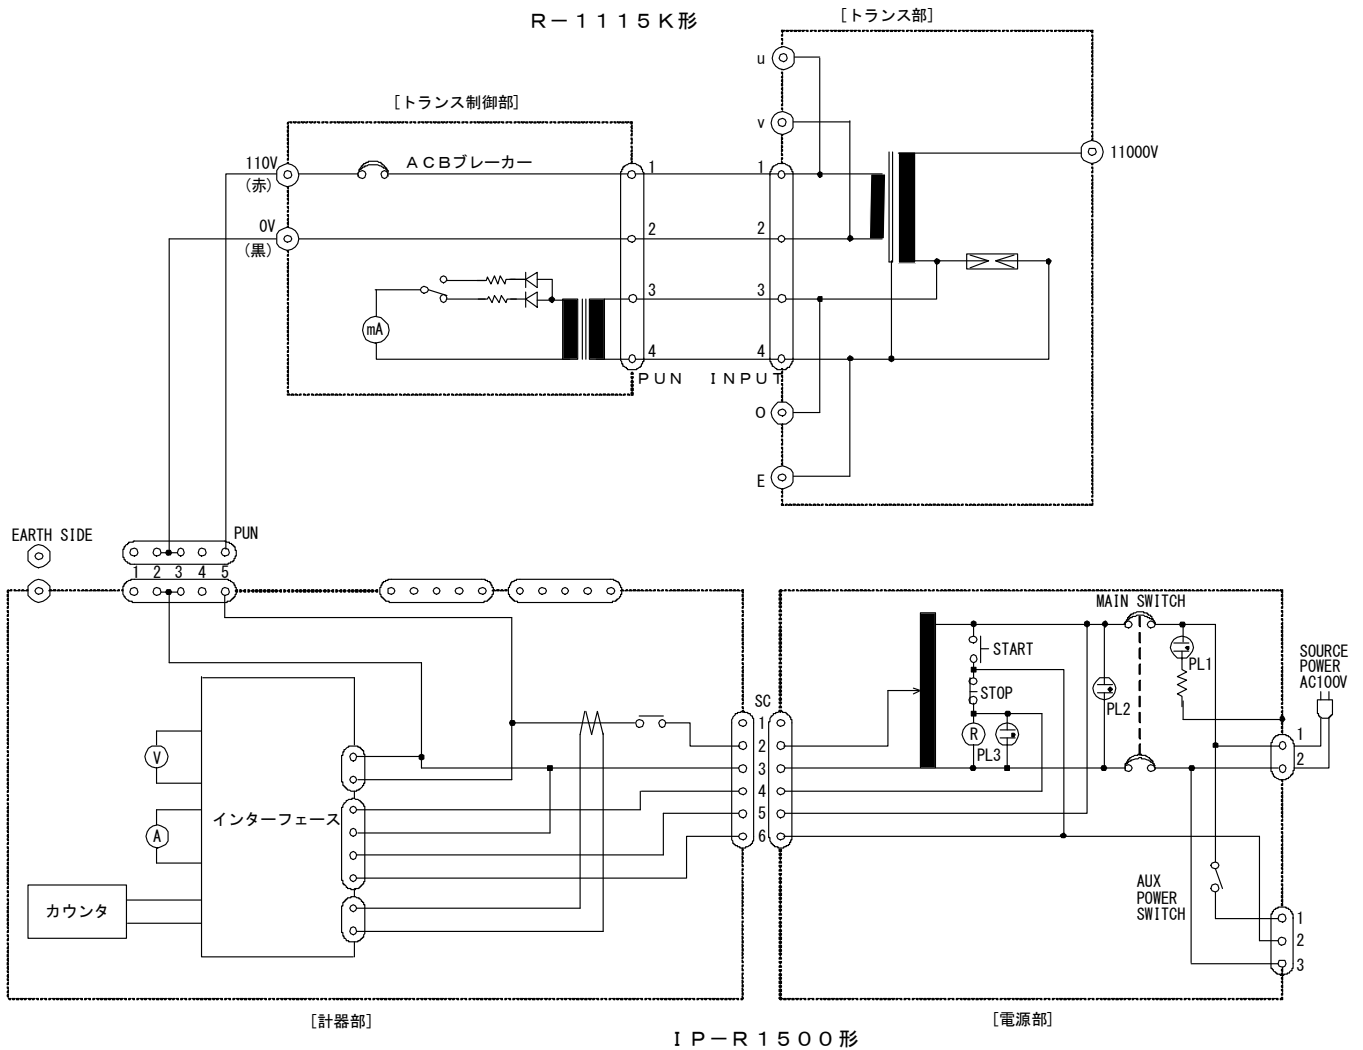 R－１１１５K形
[トランス部]
u
[トランス制御部]
v
110V
(赤)
ＡＣＢブレーカー
1
1
11000V
0V
(黒)
2
2
3
3
mA
4
4
ＰＵＮ
ＩＮＰＵＴ
O
E
EARTH SIDE
PUN
1 2 3 4 5
MAIN SWITCH
START
PL1
SOURCE
POWER
AC100V
STOP
PL2
SC
1
2
3
4
5
6
R
PL3
1
2
V
インターフェース
A
カウンタ
AUX
POWER
SWITCH
1
2
3
[計器部]
[電源部]
ＩＰ－Ｒ１５００形